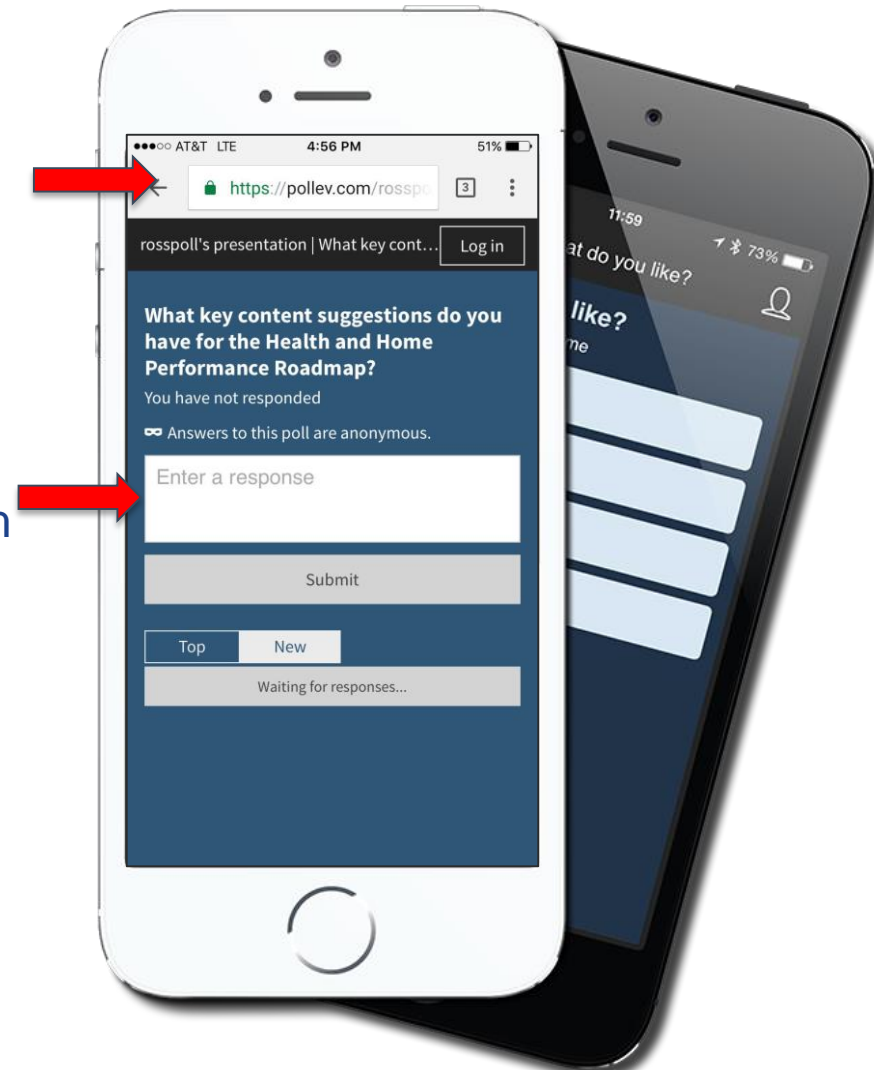 AT&T LTE 4:56 PM 51%
https://pollev.com/rosspo
3
rosspoll's presentation | What key cont... Log in
What key content suggestions do you
have for the Health and Home
Performance Roadmap?
You have not responded
Answers to this poll are anonymous.
Enter a response
Submit
Top New
Waiting for responses...
11:59 73%
at do you like?
like?